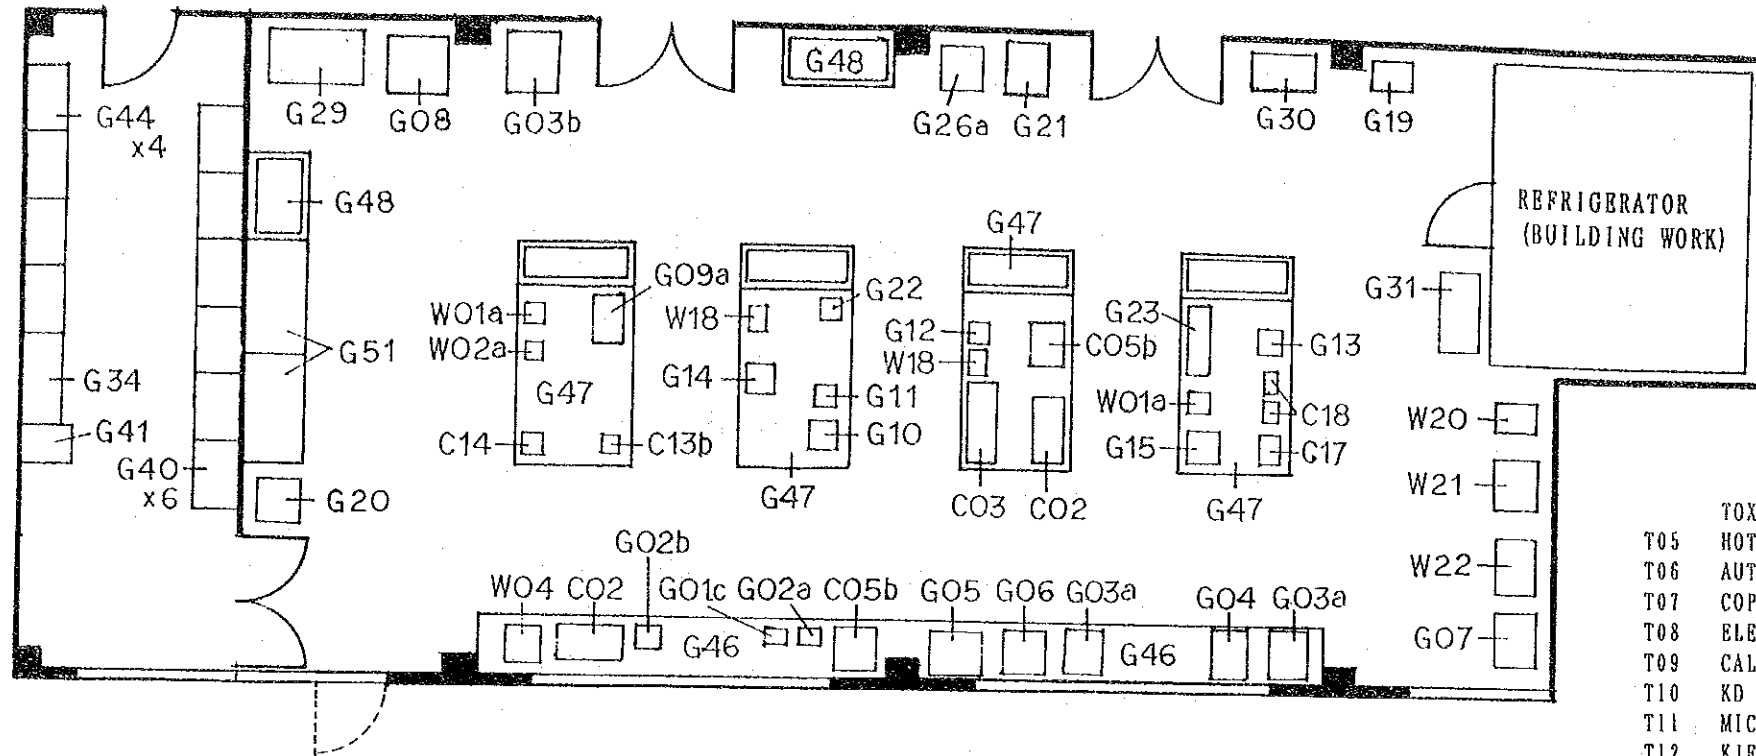 G48
G44
x4
G29
G08
G03b
G26a
G21
G30
G19
G48
REFRIGERATOR
(BUILDING WORK)
G47
G09a
G22
G31
W01a
W18
G12
G23
W02a
C05b
G13
G51
W18
G34
G47
G14
G11
W01a
C18
W20
G41
C14
C13b
G10
G15
C17
G40
x6
G20
G47
C03
C02
G47
W21
G02b
TOX
T05 HOT
W04
C02
G01c
G02a
C05b
G05
G06
G03a
G04
G03a
W22
T06 AUT
T07 COP
G46
G46
G07
T08 ELE
T09 CAL
T10 KD
T11 MIC